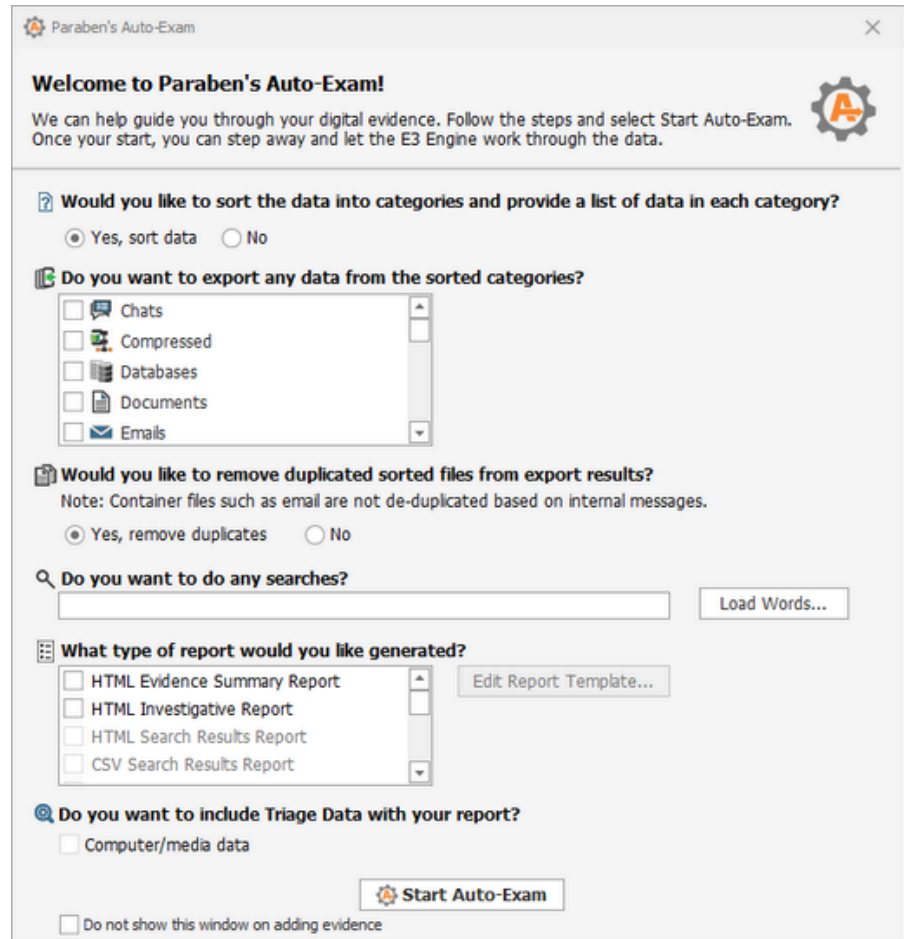 Paraben's Auto-Exam
Welcome to Paraben's Auto-Exam!
We can help guide you through your digital evidence. Follow the steps and select Start Auto-Exam.
Once your start, you can step away and let the E3 Engine work through the data.
Would you like to sort the data into categories and provide a list of data in each category?
Yes, sort data No
Do you want to export any data from the sorted categories?
Chats
Compressed
Databases
Documents
Emails
Would you like to remove duplicated sorted files from export results?
Note: Container files such as email are not de-duplicated based on internal messages.
Yes, remove duplicates No
Do you want to do any searches?
Load Words...
What type of report would you like generated?
HTML Evidence Summary Report
Edit Report Template...
HTML Investigative Report
HTML Search Results Report
CSV Search Results Report
Do you want to include Triage Data with your report?
Computer/media data
Start Auto-Exam
Do not show this window on adding evidence